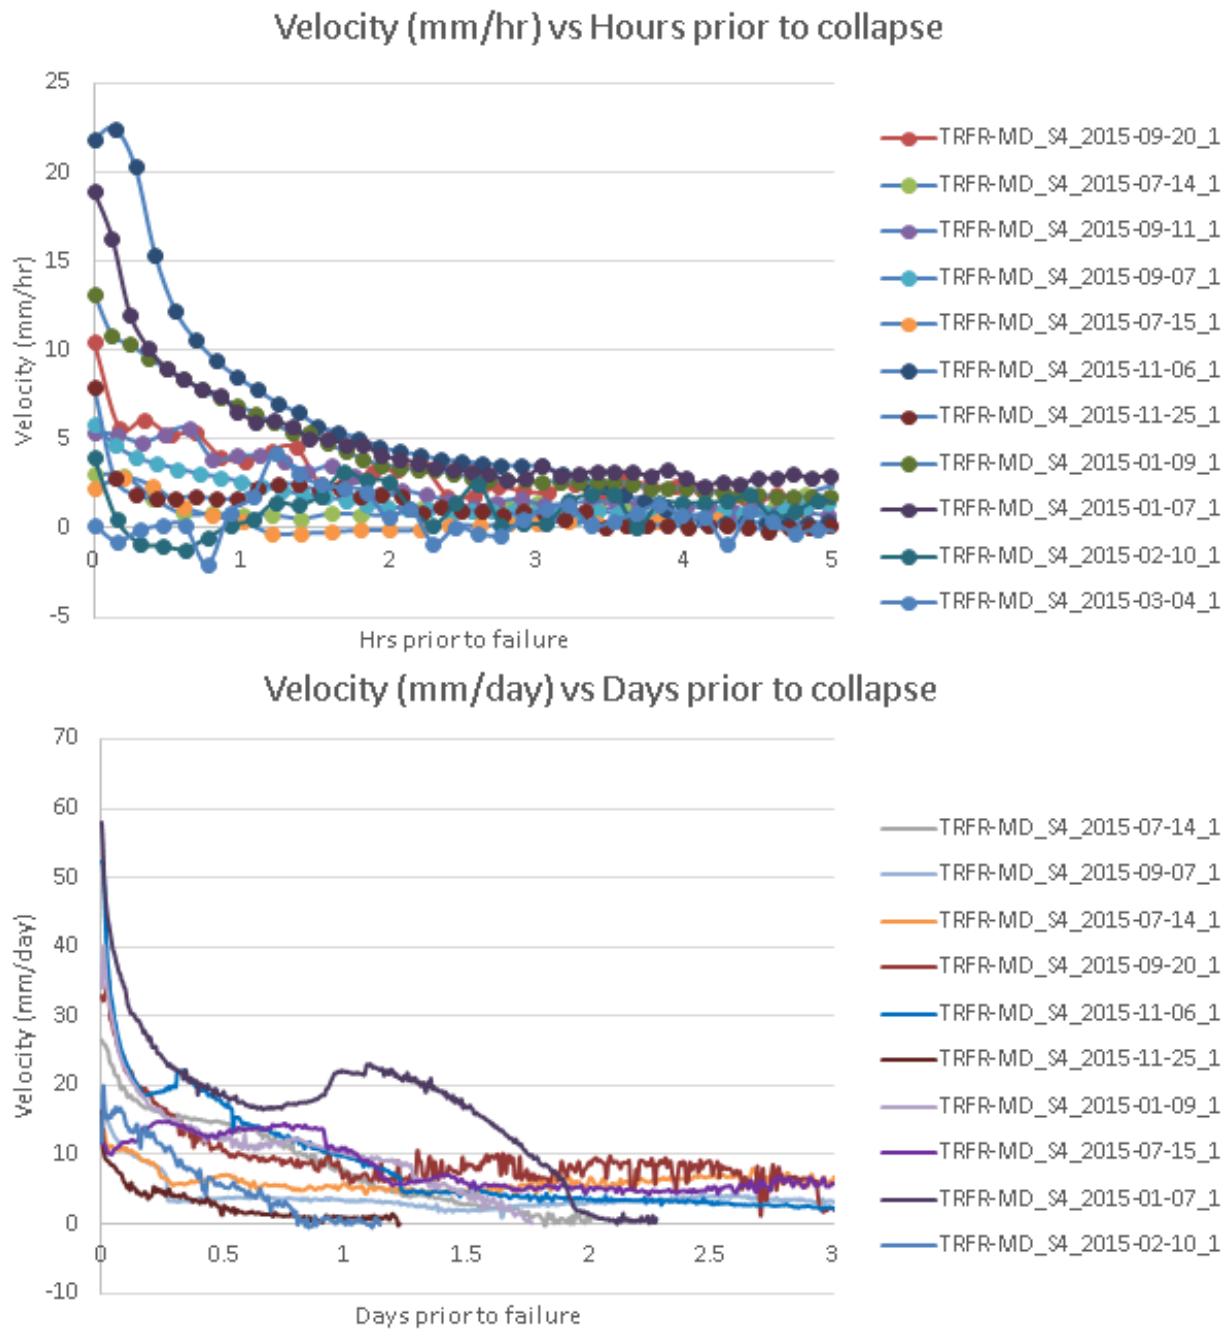 Velocity (mm/hr) vs Hours prior to collapse
25
20
15
10
5
0
-5
Velocity (mm/hr)
0 1 2 3 4 5
Hrs prior to failure
TRFR-MD_S4_2015-09-20_1
TRFR-MD_S4_2015-07-14_1
TRFR-MD_S4_2015-09-11_1
TRFR-MD_S4_2015-09-07_1
TRFR-MD_S4_2015-07-15_1
TRFR-MD_S4_2015-11-06_1
TRFR-MD_S4_2015-11-25_1
TRFR-MD_S4_2015-01-09_1
TRFR-MD_S4_2015-01-07_1
TRFR-MD_S4_2015-02-10_1
TRFR-MD_S4_2015-03-04_1
Velocity (mm/day) vs Days prior to collapse
70
60
50
40
30
20
10
0
-10
Velocity (mm/day)
0 0.5 1 1.5 2 2.5 3
Days prior to failure
TRFR-MD_S4_2015-07-14_1
TRFR-MD_S4_2015-09-07_1
TRFR-MD_S4_2015-07-14_1
TRFR-MD_S4_2015-09-20_1
TRFR-MD_S4_2015-11-06_1
TRFR-MD_S4_2015-11-25_1
TRFR-MD_S4_2015-01-09_1
TRFR-MD_S4_2015-07-15_1
TRFR-MD_S4_2015-01-07_1
TRFR-MD_S4_2015-02-10_1